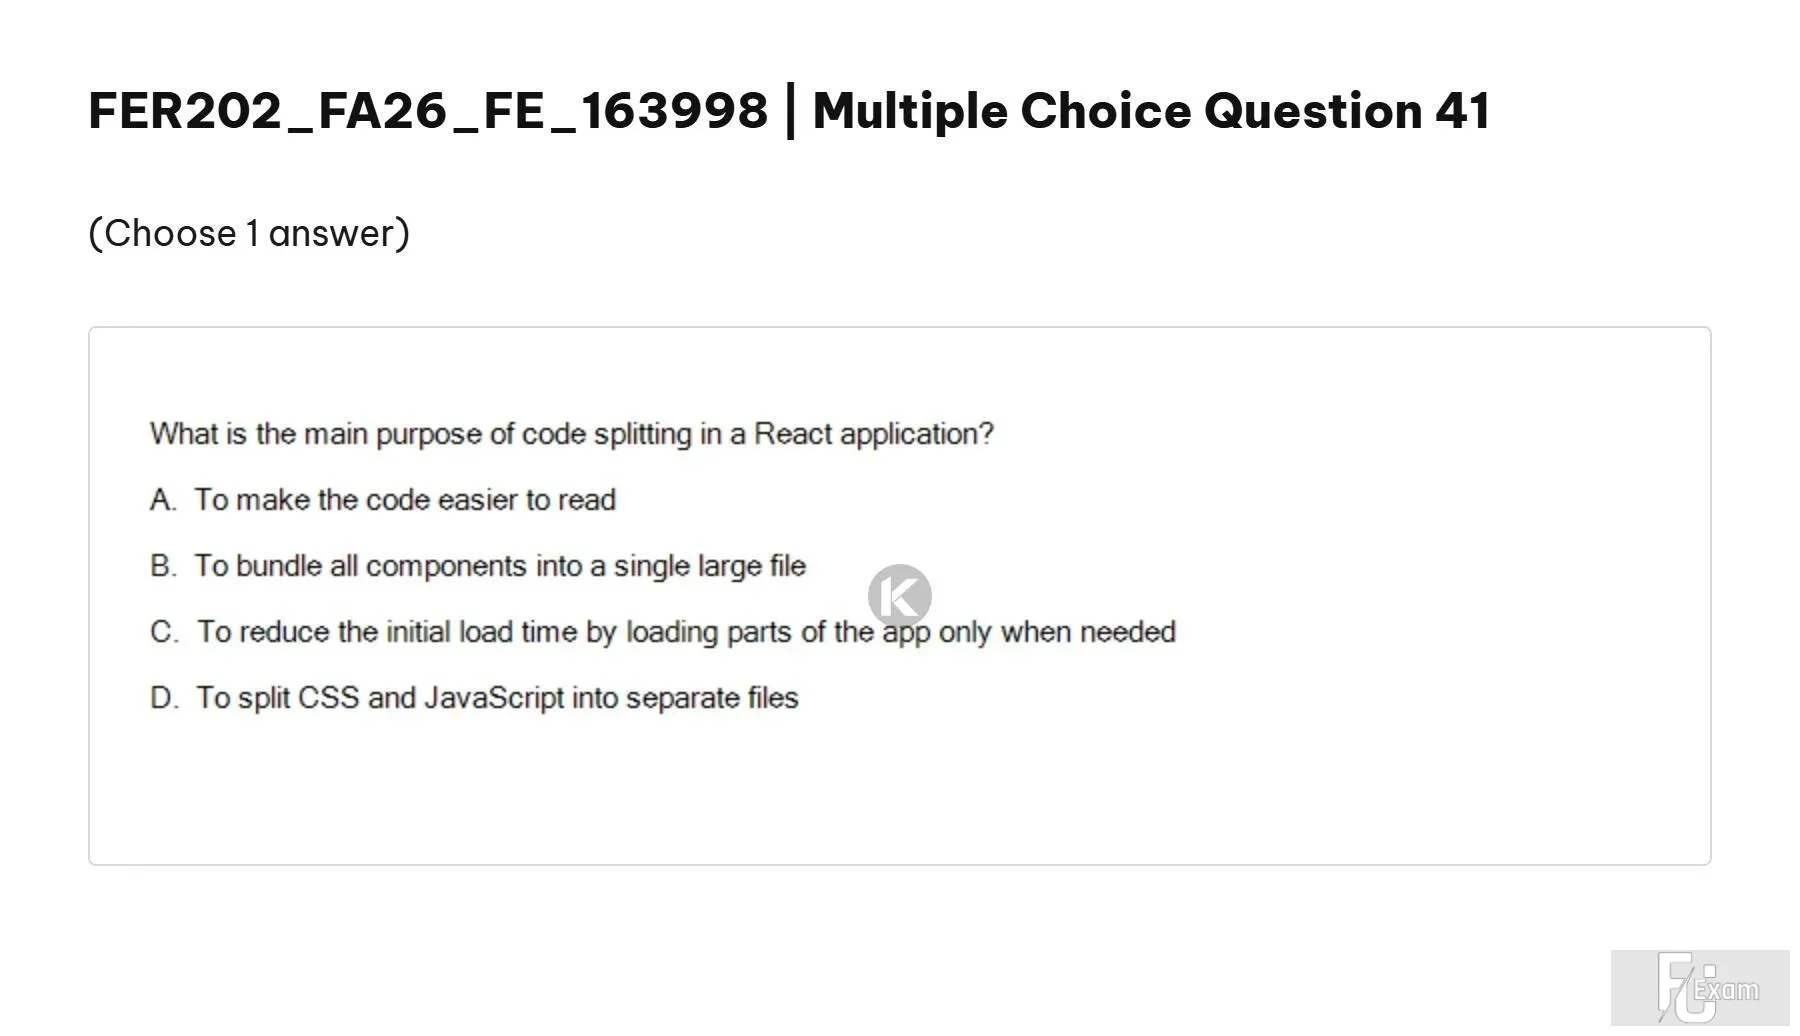 FER202_FA26_FE_163998 | Multiple Choice Question 41
(Choose 1 answer)
What is the main purpose of code splitting in a React application?
A. To make the code easier to read
B. To bundle all components into a single large file
C. To reduce the initial load time by loading parts of the app only when needed
D. To split CSS and JavaScript into separate files
K
FU Exam